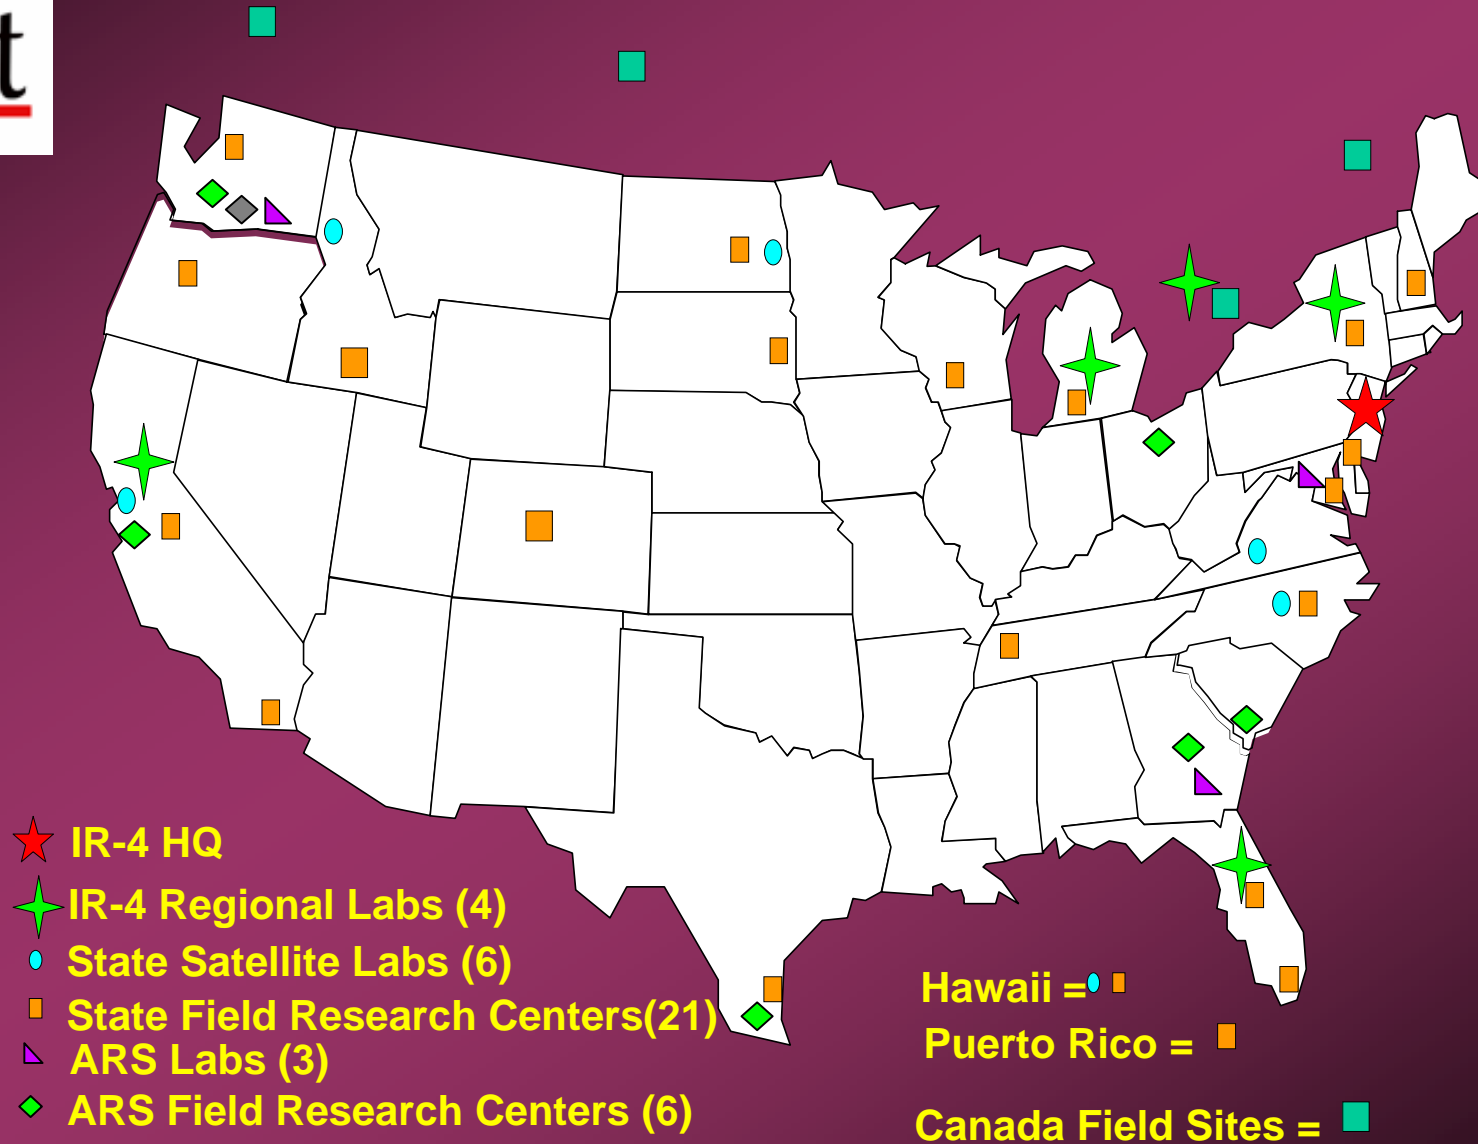 t
IR-4 HQ
IR-4 Regional Labs (4)
State Satellite Labs (6)
State Field Research Centers(21)
ARS Labs (3)
ARS Field Research Centers (6)
Hawaii =
Puerto Rico =
Canada Field Sites =